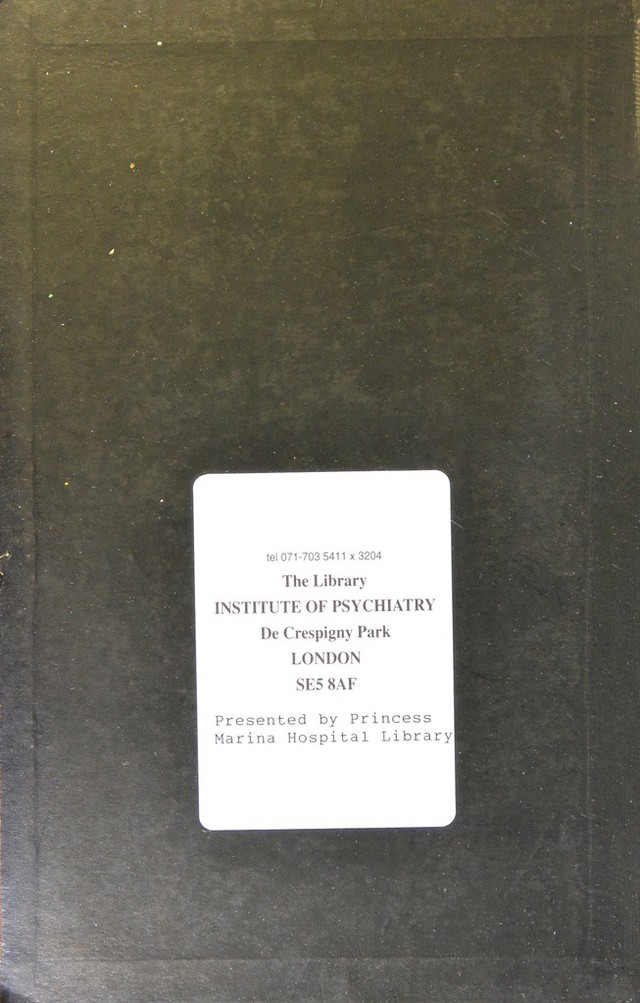 tel 071-703 5411 x 3204
The Library
INSTITUTE OF PSYCHIATRY
De Crespigny Park
LONDON
SE5 8AF
Presented by Princess
Marina Hospital Library